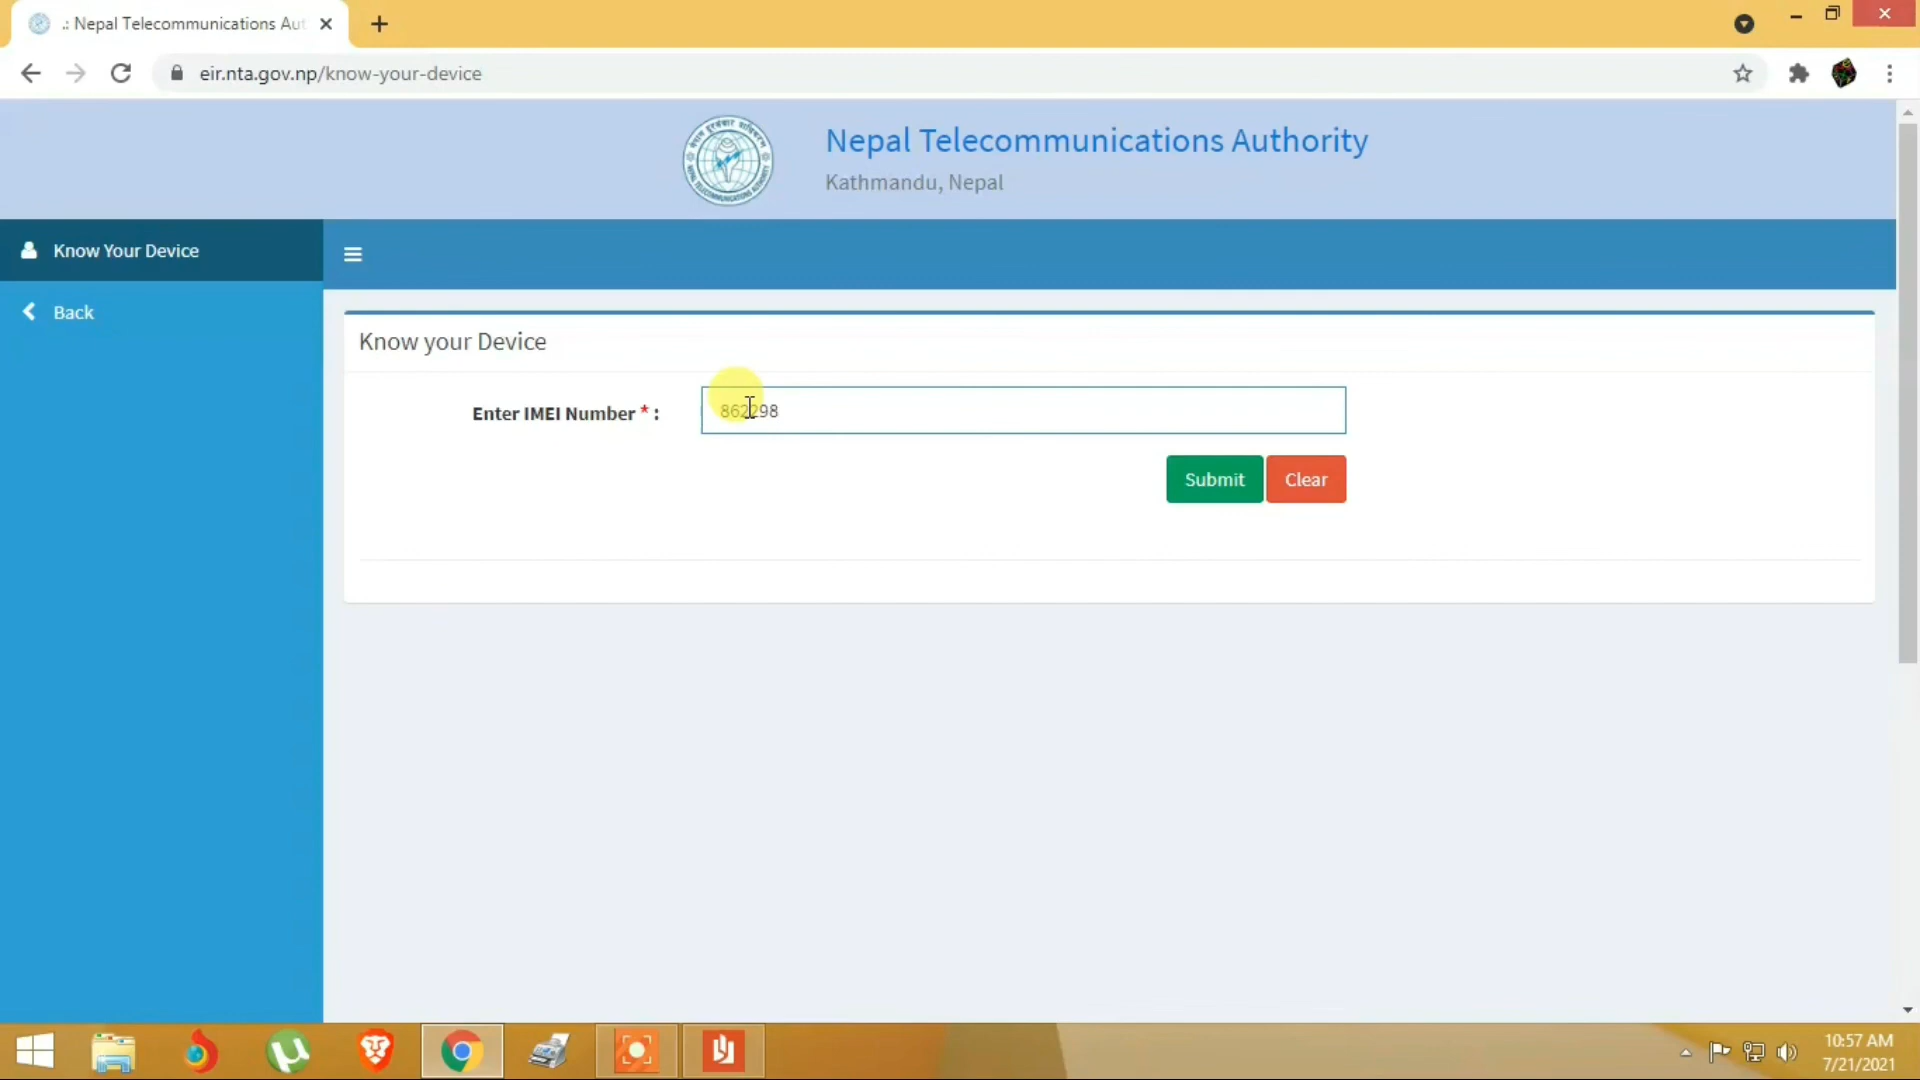 .: Nepal Telecommunications Aut
eir.nta.gov.np/know-your-device
Nepal Telecommunications Authority
Kathmandu, Nepal
Know Your Device
Back
Know your Device
Enter IMEI Number * :
862298
Submit
Clear
10:57 AM
7/21/2021